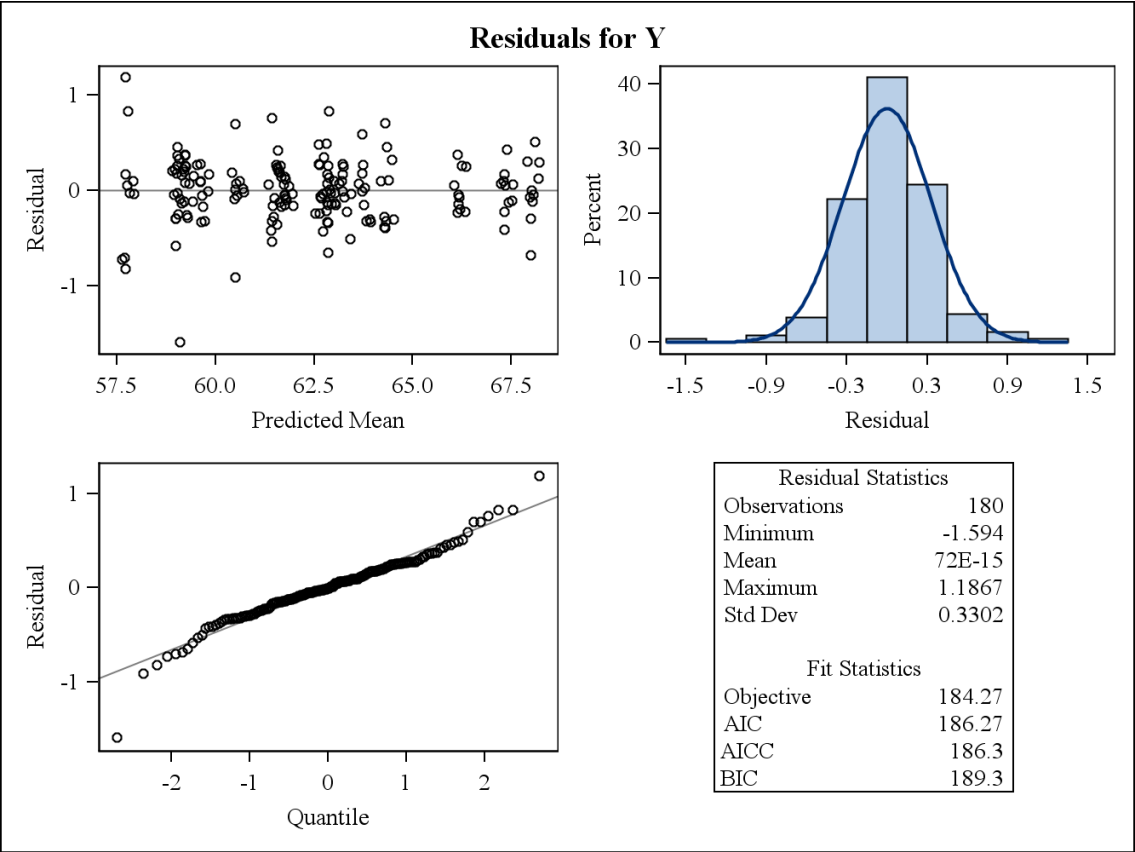 Residuals for Y
1
0
-1
Residual
57.5 60.0 62.5 65.0 67.5
Predicted Mean
40
30
20
10
0
Percent
-1.5 -0.9 -0.3 0.3 0.9 1.5
Residual
1
0
-1
Residual
-2 -1 0 1 2
Quantile
Residual Statistics
Observations 180
Minimum -1.594
Mean 72E-15
Maximum 1.1867
Std Dev 0.3302
Fit Statistics
Objective 184.27
AIC 186.27
AICC 186.3
BIC 189.3